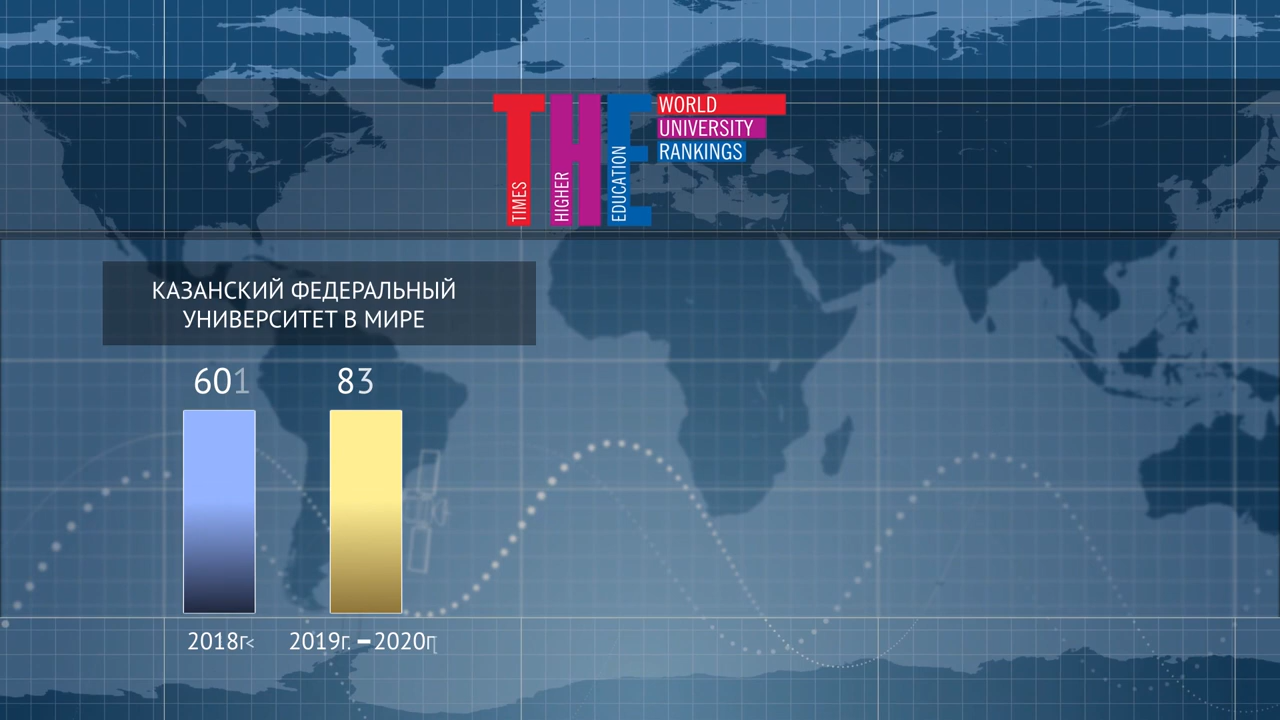 TIMES
HIGHER
EDUCATION
WORLD
UNIVERSITY
RANKINGS
КАЗАНСКИЙ ФЕДЕРАЛЬНЫЙ
УНИВЕРСИТЕТ В МИРЕ
601 83
2018г< 2019г. – 2020г